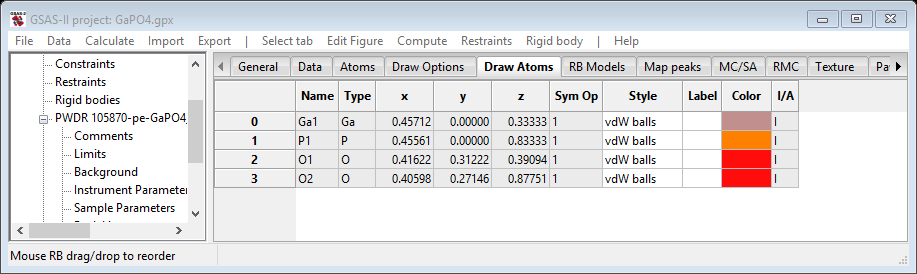 GSAS-II project: GaPO4.gpx
File Data Calculate Import Export | Select tab Edit Figure Compute Restraints Rigid body | Help
Constraints
Restraints
Rigid bodies
PWDR 105870-pe-GaPO4_
Comments
Limits
Background
Instrument Parameter
Sample Parameters
General Data Atoms Draw Options Draw Atoms RB Models Map peaks MC/SA RMC Texture Pa
Name Type x y z Sym Op Style Label Color I/A
0 Ga1 Ga 0.45712 0.00000 0.33333 1 vdW balls I
1 P1 P 0.45561 0.00000 0.83333 1 vdW balls I
2 O1 O 0.41622 0.31222 0.39094 1 vdW balls I
3 O2 O 0.40598 0.27146 0.87751 1 vdW balls I
Mouse RB drag/drop to reorder